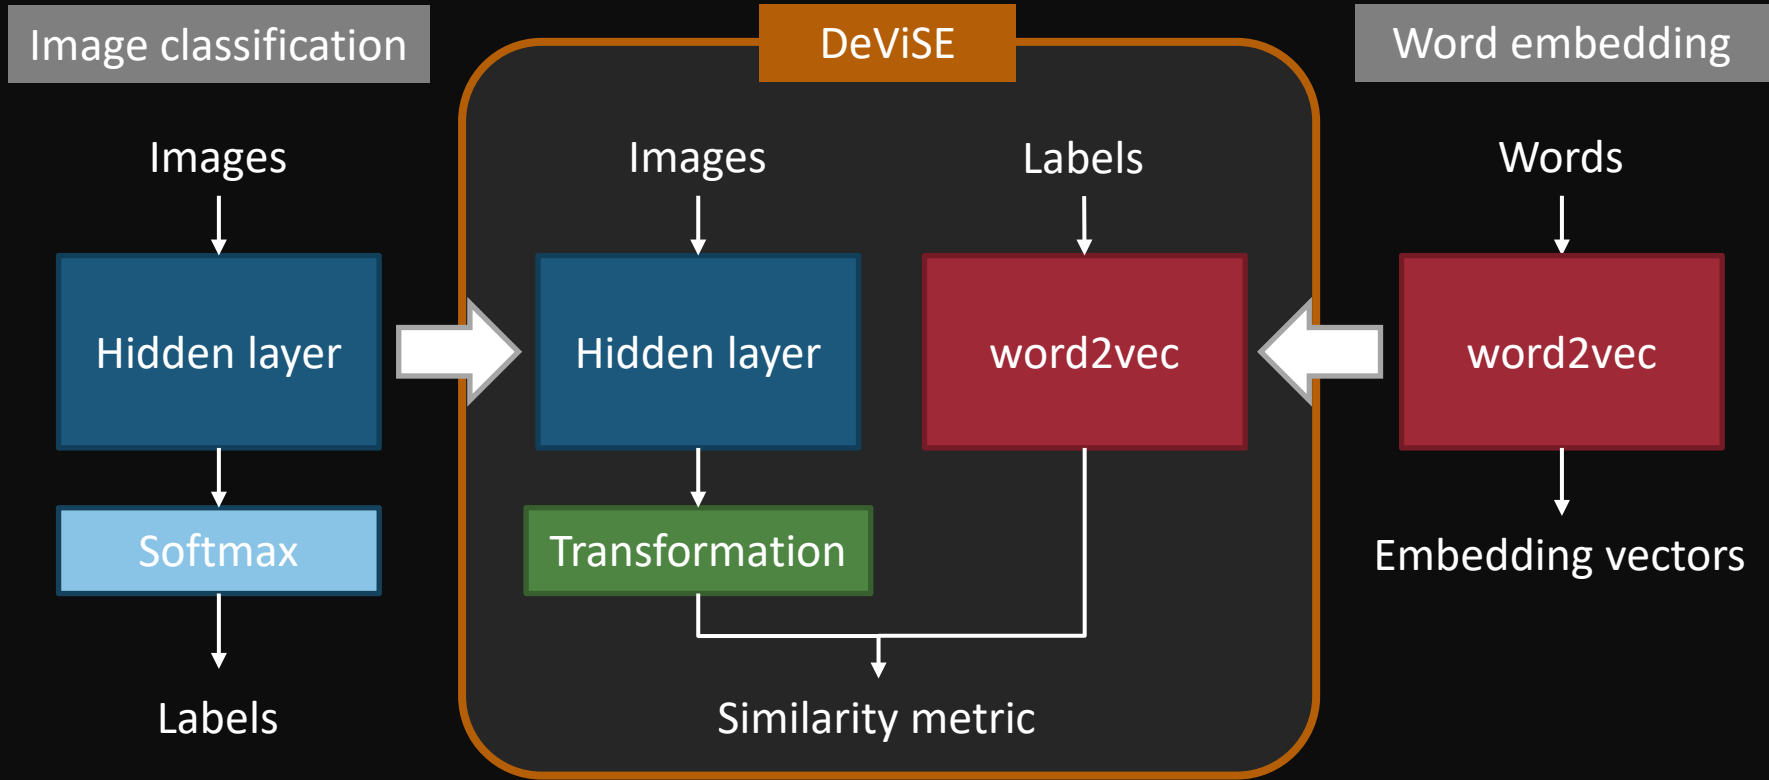 Image classification
DeViSE
Word embedding
Images
Images
Labels
Words
Hidden layer
Hidden layer
word2vec
word2vec
Softmax
Transformation
Embedding vectors
Labels
Similarity metric